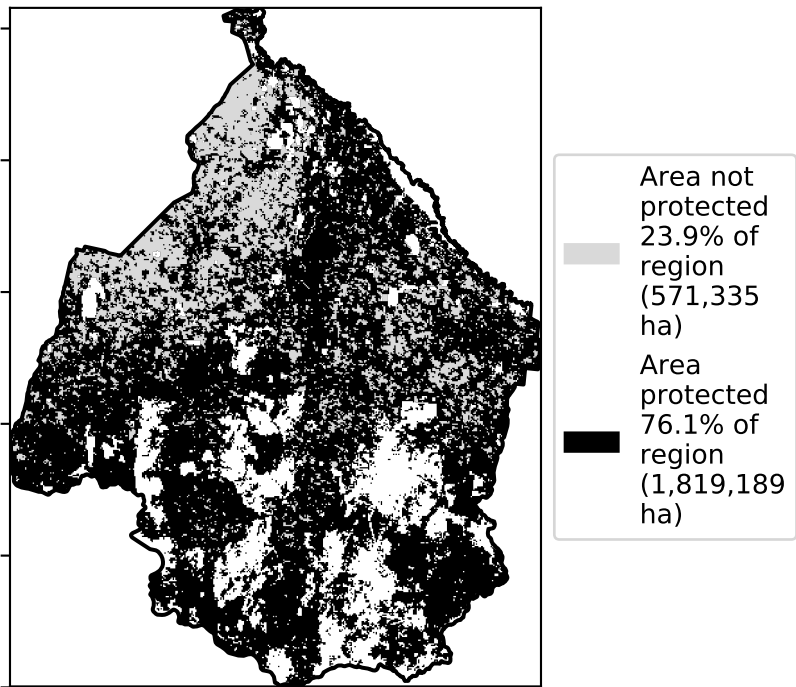 Area not
protected
23.9% of
region
(571,335
ha)
Area
protected
76.1% of
region
(1,819,189
ha)